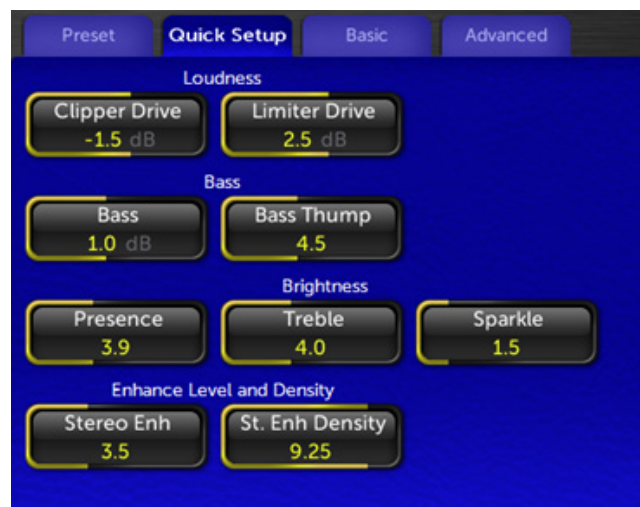 Preset Quick Setup Basic Advanced
Loudness
Clipper Drive Limiter Drive
-1.5 dB 2.5 dB
Bass
Bass Bass Thump
1.0 dB 4.5
Brightness
Presence Treble Sparkle
3.9 4.0 1.5
Enhance Level and Density
Stereo Enh St. Enh Density
3.5 9.25